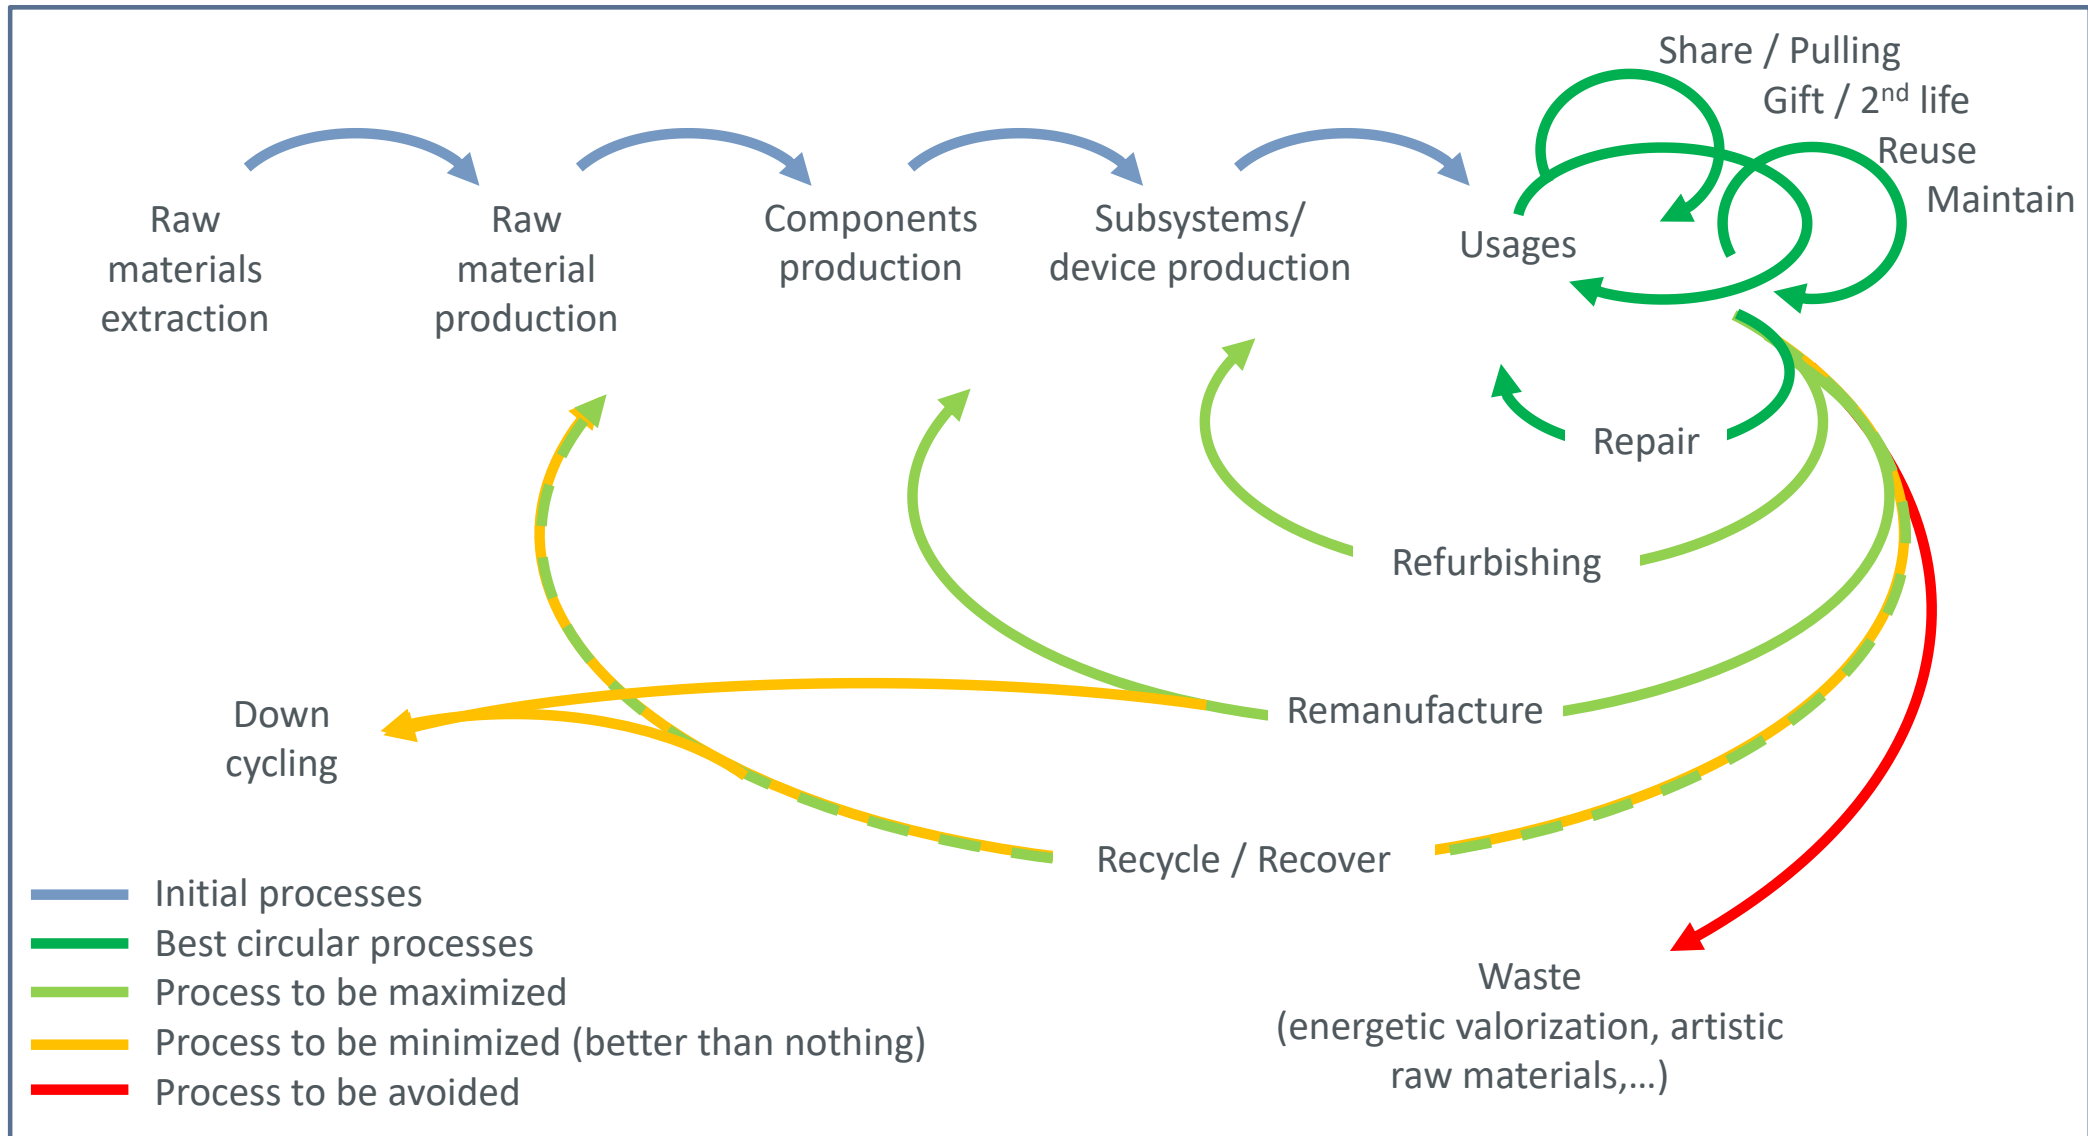 Share / Pulling
Gift / 2nd life
Reuse
Maintain
Raw
materials
extraction
Raw
material
production
Components
production
Subsystems/
device production
Usages
Repair
Refurbishing
Remanufacture
Down
cycling
Recycle / Recover
Initial processes
Best circular processes
Process to be maximized
Process to be minimized (better than nothing)
Process to be avoided
Waste
(energetic valorization, artistic
raw materials,...)